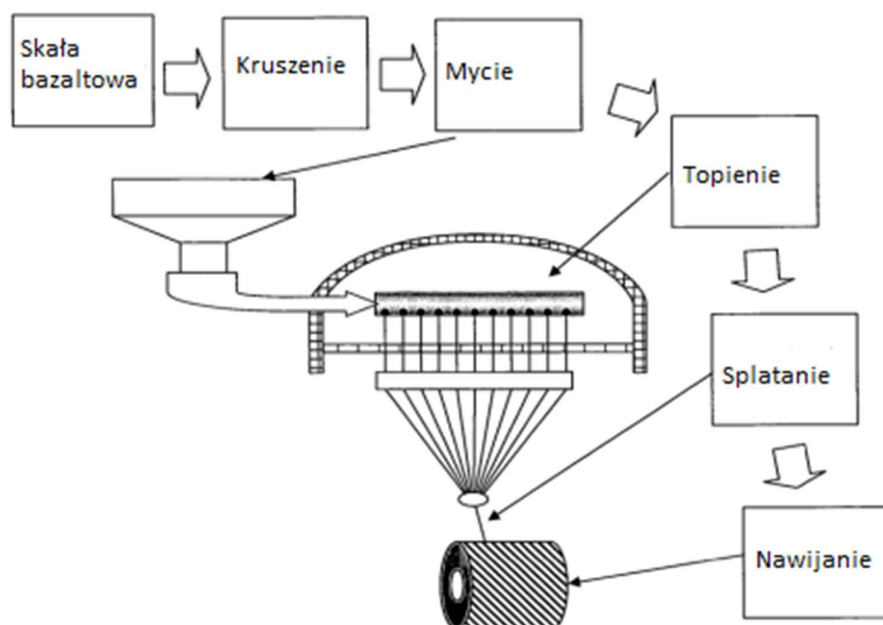 Skała
bazaltowa
Kruszenie
Mycie
Topienie
Splatanie
Nawijanie